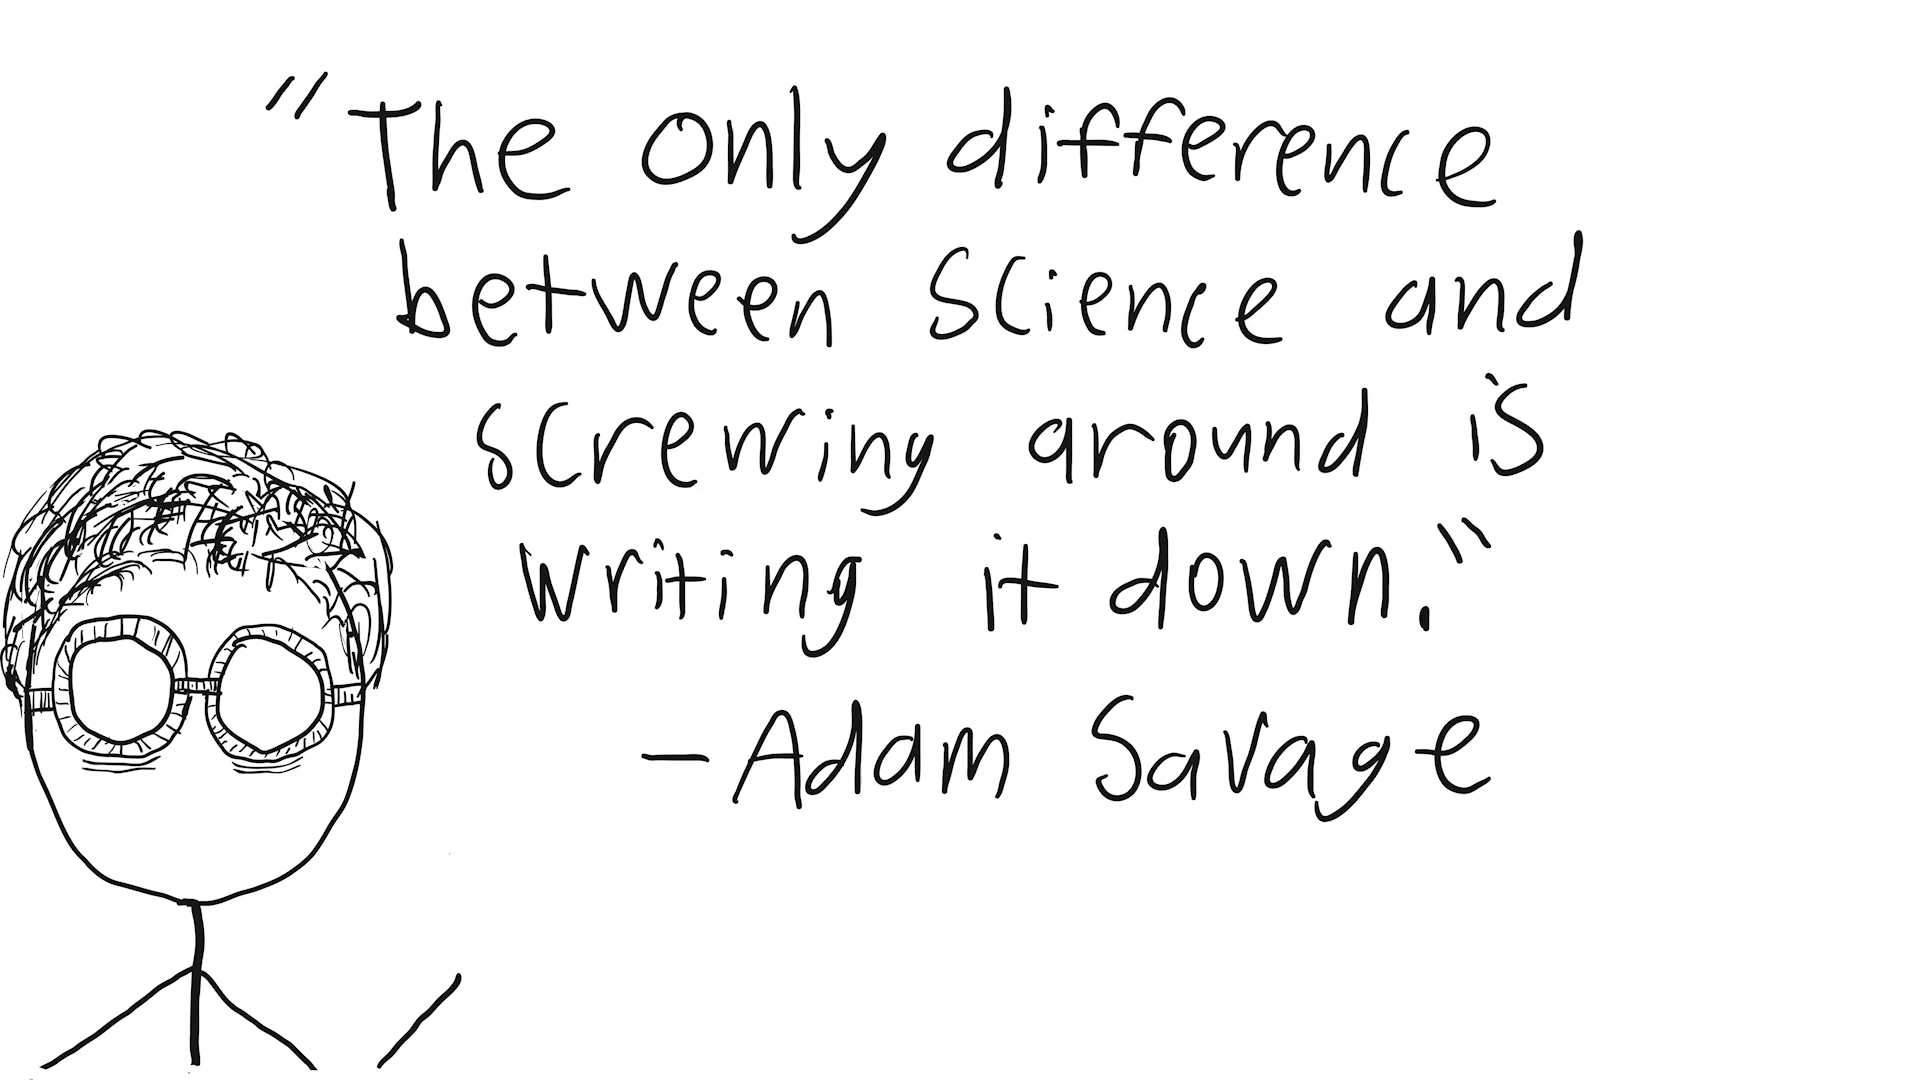 "The only difference
between science and
screwing around is
writing it down."
- Adam Savage